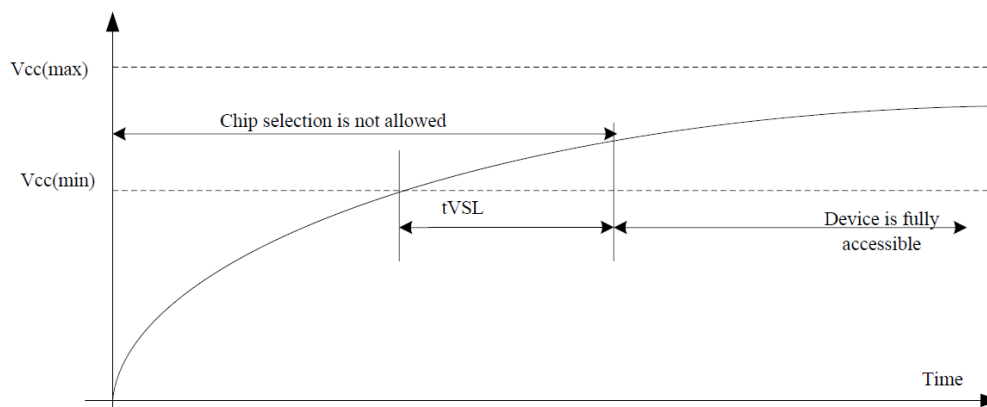 Vcc(max)
Chip selection is not allowed
Vcc(min)
tVSL
Device is fully
accessible
Time